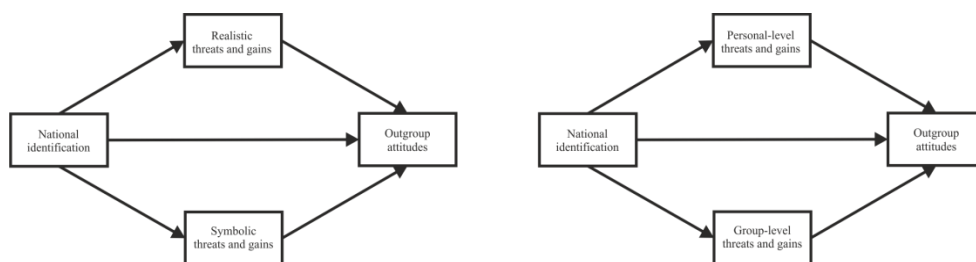 Realistic
threats and gains
National
identification
Outgroup
attitudes
Symbolic
threats and gains
Personal-level
threats and gains
National
identification
Outgroup
attitudes
Group-level
threats and gains